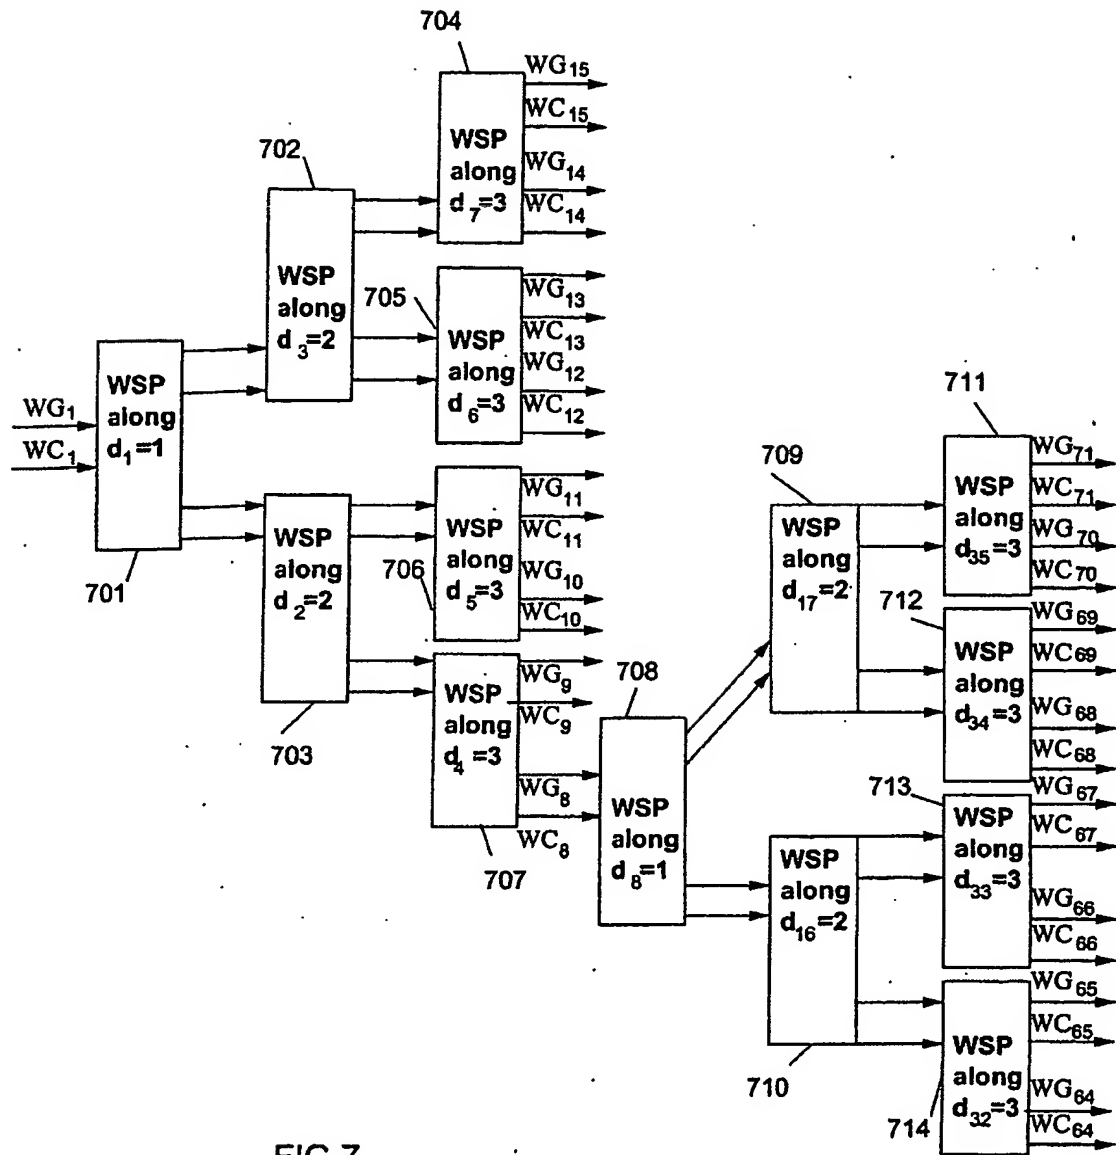 704
WG15
WC15
WG14
WC14
WSP
along
d7=3
702
WSP
along
d3=2
705
WSP
along
d6=3
WG13
WC13
WG12
WC12
WG1
WC1
WSP
along
d1=1
701
WSP
along
d2=2
703
706
WSP
along
d5=3
WG11
WC11
WG10
WC10
WSP
along
d4=3
WG9
WC9
WG8
WC8
707
708
WSP
along
d8=1
709
WSP
along
d17=2
WSP
along
d16=2
710
711
WSP
along
d35=3
WG71
WC71
WG70
WC70
712
WSP
along
d34=3
WG69
WC69
WG68
WC68
713
WSP
along
d33=3
WG67
WC67
WG66
WC66
WSP
along
d32=3
714
WG65
WC65
WG64
WC64
FIG 7